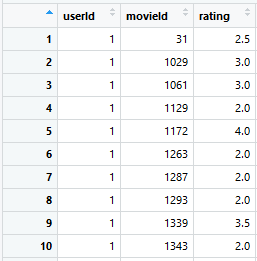 userId movieId rating
1 1 31 2.5
2 1 1029 3.0
3 1 1061 3.0
4 1 1129 2.0
5 1 1172 4.0
6 1 1263 2.0
7 1 1287 2.0
8 1 1293 2.0
9 1 1339 3.5
10 1 1343 2.0